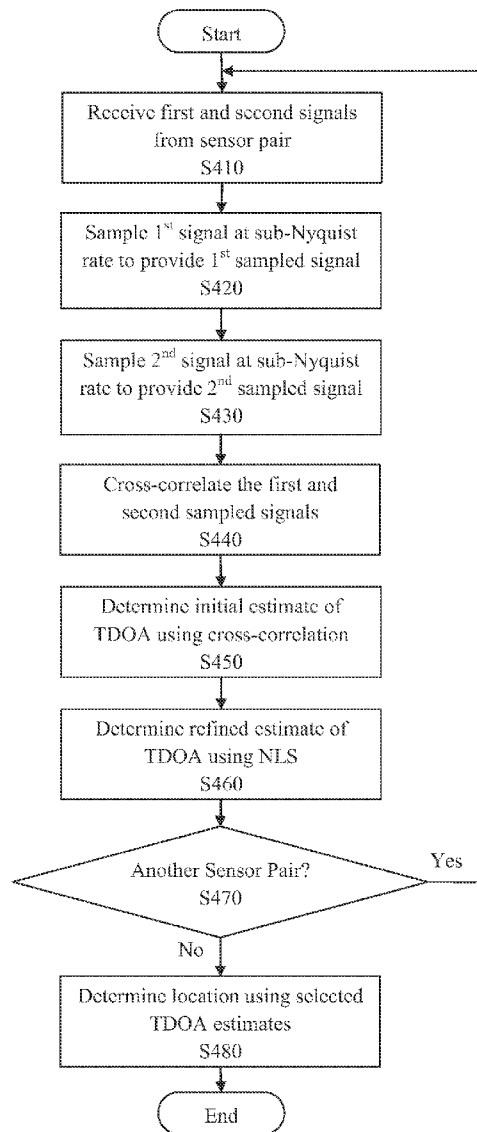 Start
Receive first and second signals
from sensor pair
S410
Sample 1st signal at sub-Nyquist
rate to provide 1st sampled signal
S420
Sample 2nd signal at sub-Nyquist
rate to provide 2nd sampled signal
S430
Cross-correlate the first and
second sampled signals
S440
Determine initial estimate of
TDOA using cross-correlation
S450
Determine refined estimate of
TDOA using NLS
S460
Another Sensor Pair?
S470
Yes
No
Determine location using selected
TDOA estimates
S480
End